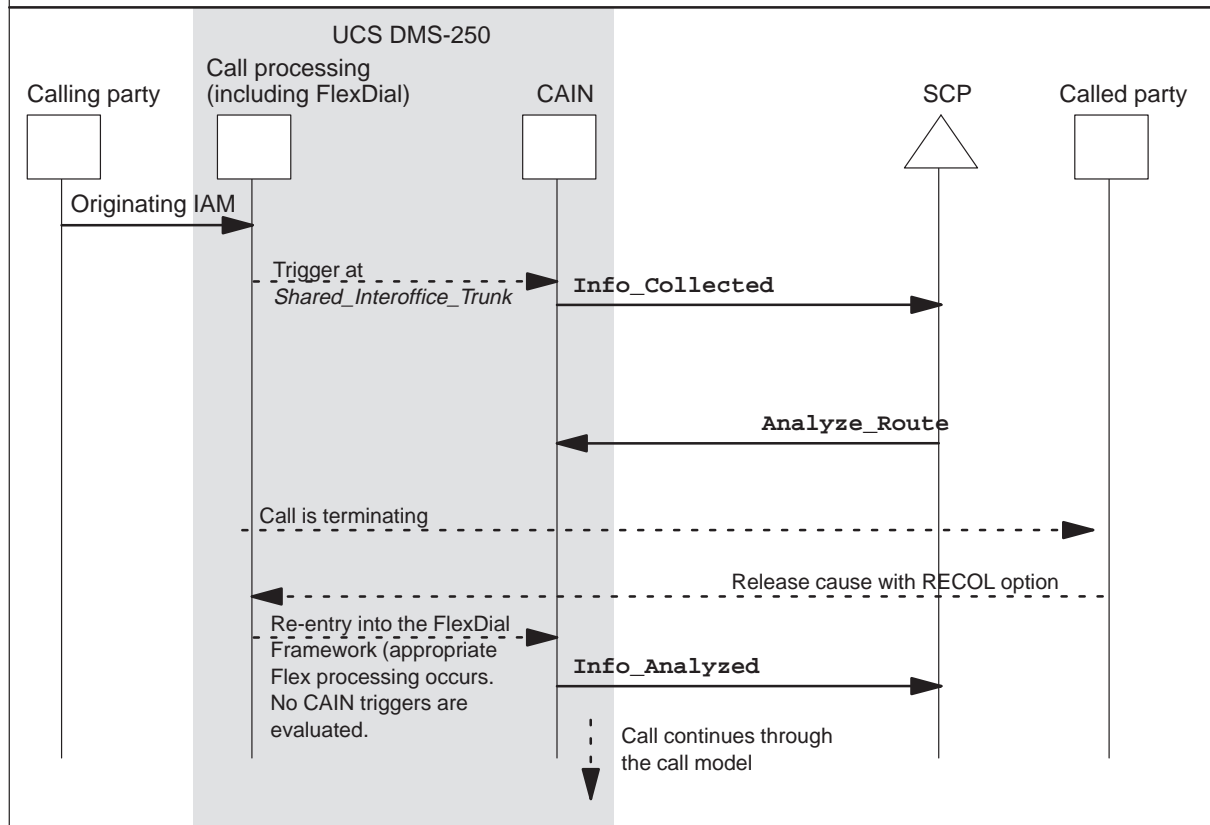 UCS DMS-250
Calling party
Call processing
(including FlexDial)
CAIN
SCP
Called party
Originating IAM
Trigger at
Shared_Interoffice_Trunk
Info_Collected
Analyze_Route
Call is terminating
Release cause with RECOL option
Re-entry into the FlexDial
Framework (appropriate
Flex processing occurs.
No CAIN triggers are
evaluated.
Info_Analyzed
Call continues through
the call model